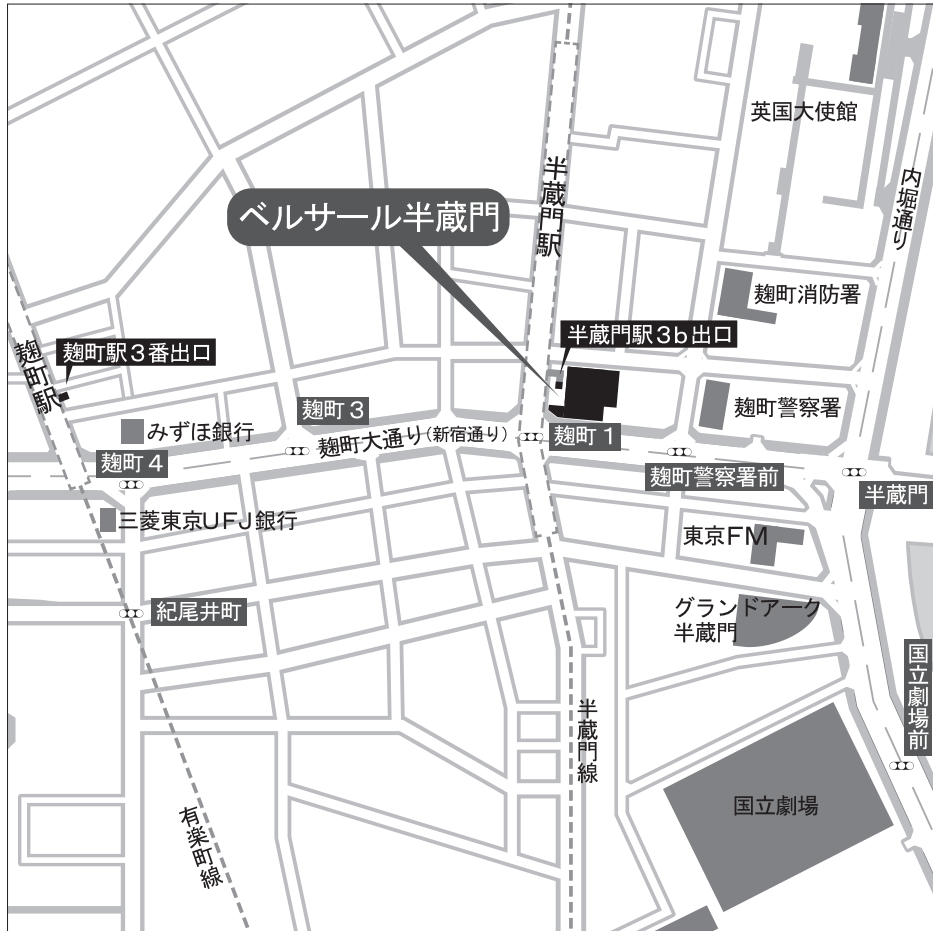 英国大使館
内堀通り
半蔵門駅
ベルサール半蔵門
麹町消防署
半蔵門駅3b出口
麹町駅
麹町駅3番出口
麹町3
麹町警察署
みずほ銀行
麹町大通り(新宿通り)
麹町1
麹町4
麹町警察署前
半蔵門
三菱東京UFJ銀行
東京FM
紀尾井町
グランドアーク
半蔵門
国立劇場前
半蔵門線
国立劇場
有楽町線